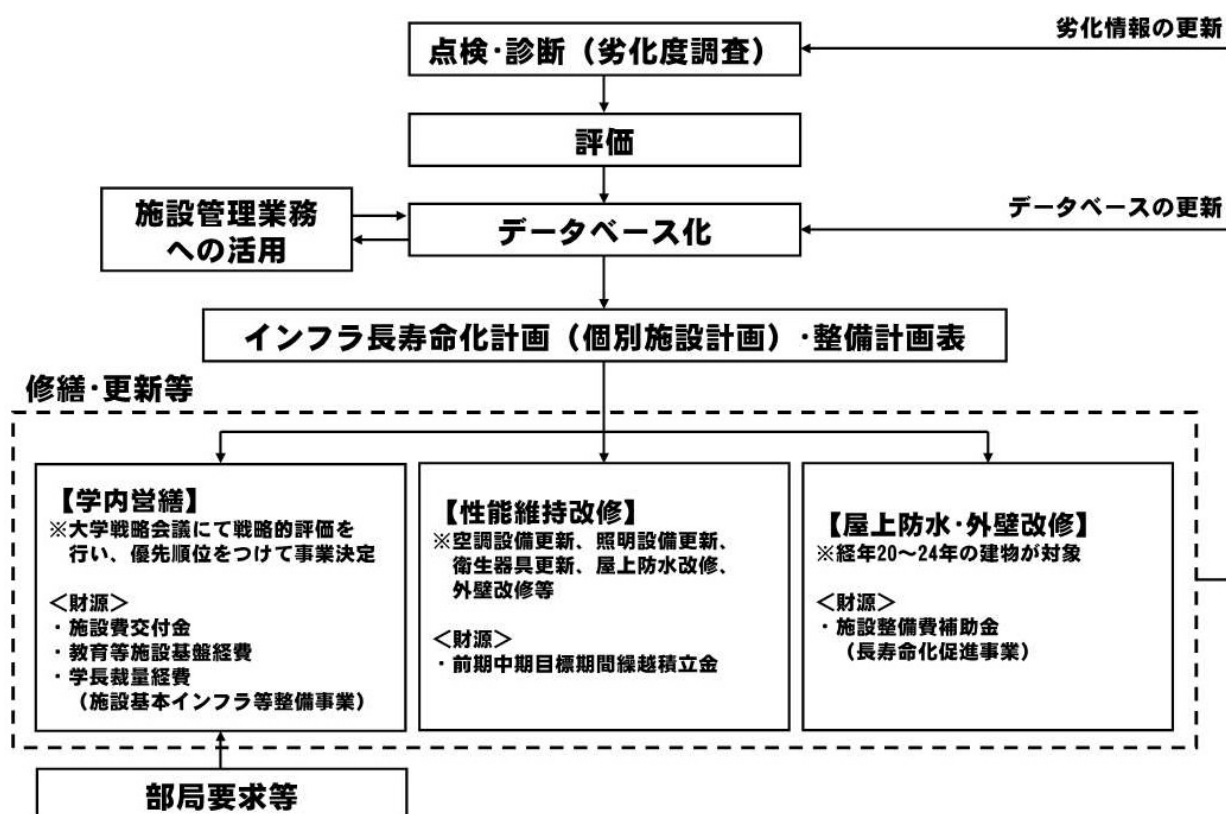 劣化情報の更新
点検・診断（劣化度調査）
評価
施設管理業務
への活用
データベース化
データベースの更新
インフラ長寿命化計画（個別施設計画）・整備計画表
修繕・更新等
【学内営繕】
※大学戦略会議にて戦略的評価を
行い、優先順位をつけて事業決定
＜財源＞
・施設費交付金
・教育等施設基盤経費
・学長裁量経費
（施設基本インフラ等整備事業）
【性能維持改修】
※空調設備更新、照明設備更新、
衛生器具更新、屋上防水改修、
外壁改修等
＜財源＞
・前期中期目標期間繰越積立金
【屋上防水・外壁改修】
※経年20～24年の建物が対象
＜財源＞
・施設整備費補助金
（長寿命化促進事業）
部局要求等